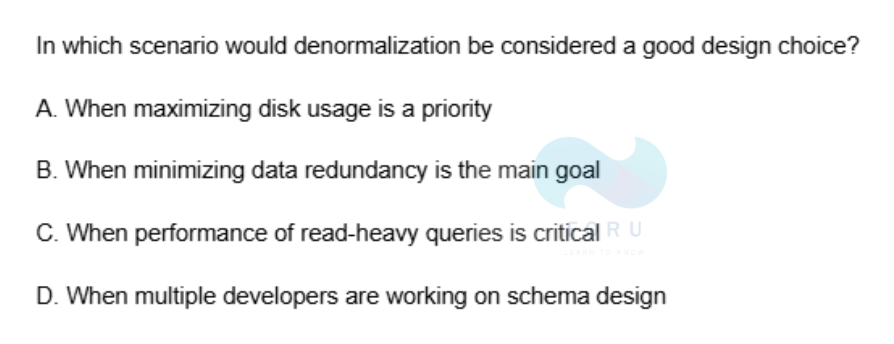 In which scenario would denormalization be considered a good design choice?
A. When maximizing disk usage is a priority
B. When minimizing data redundancy is the main goal
C. When performance of read-heavy queries is critical
D. When multiple developers are working on schema design